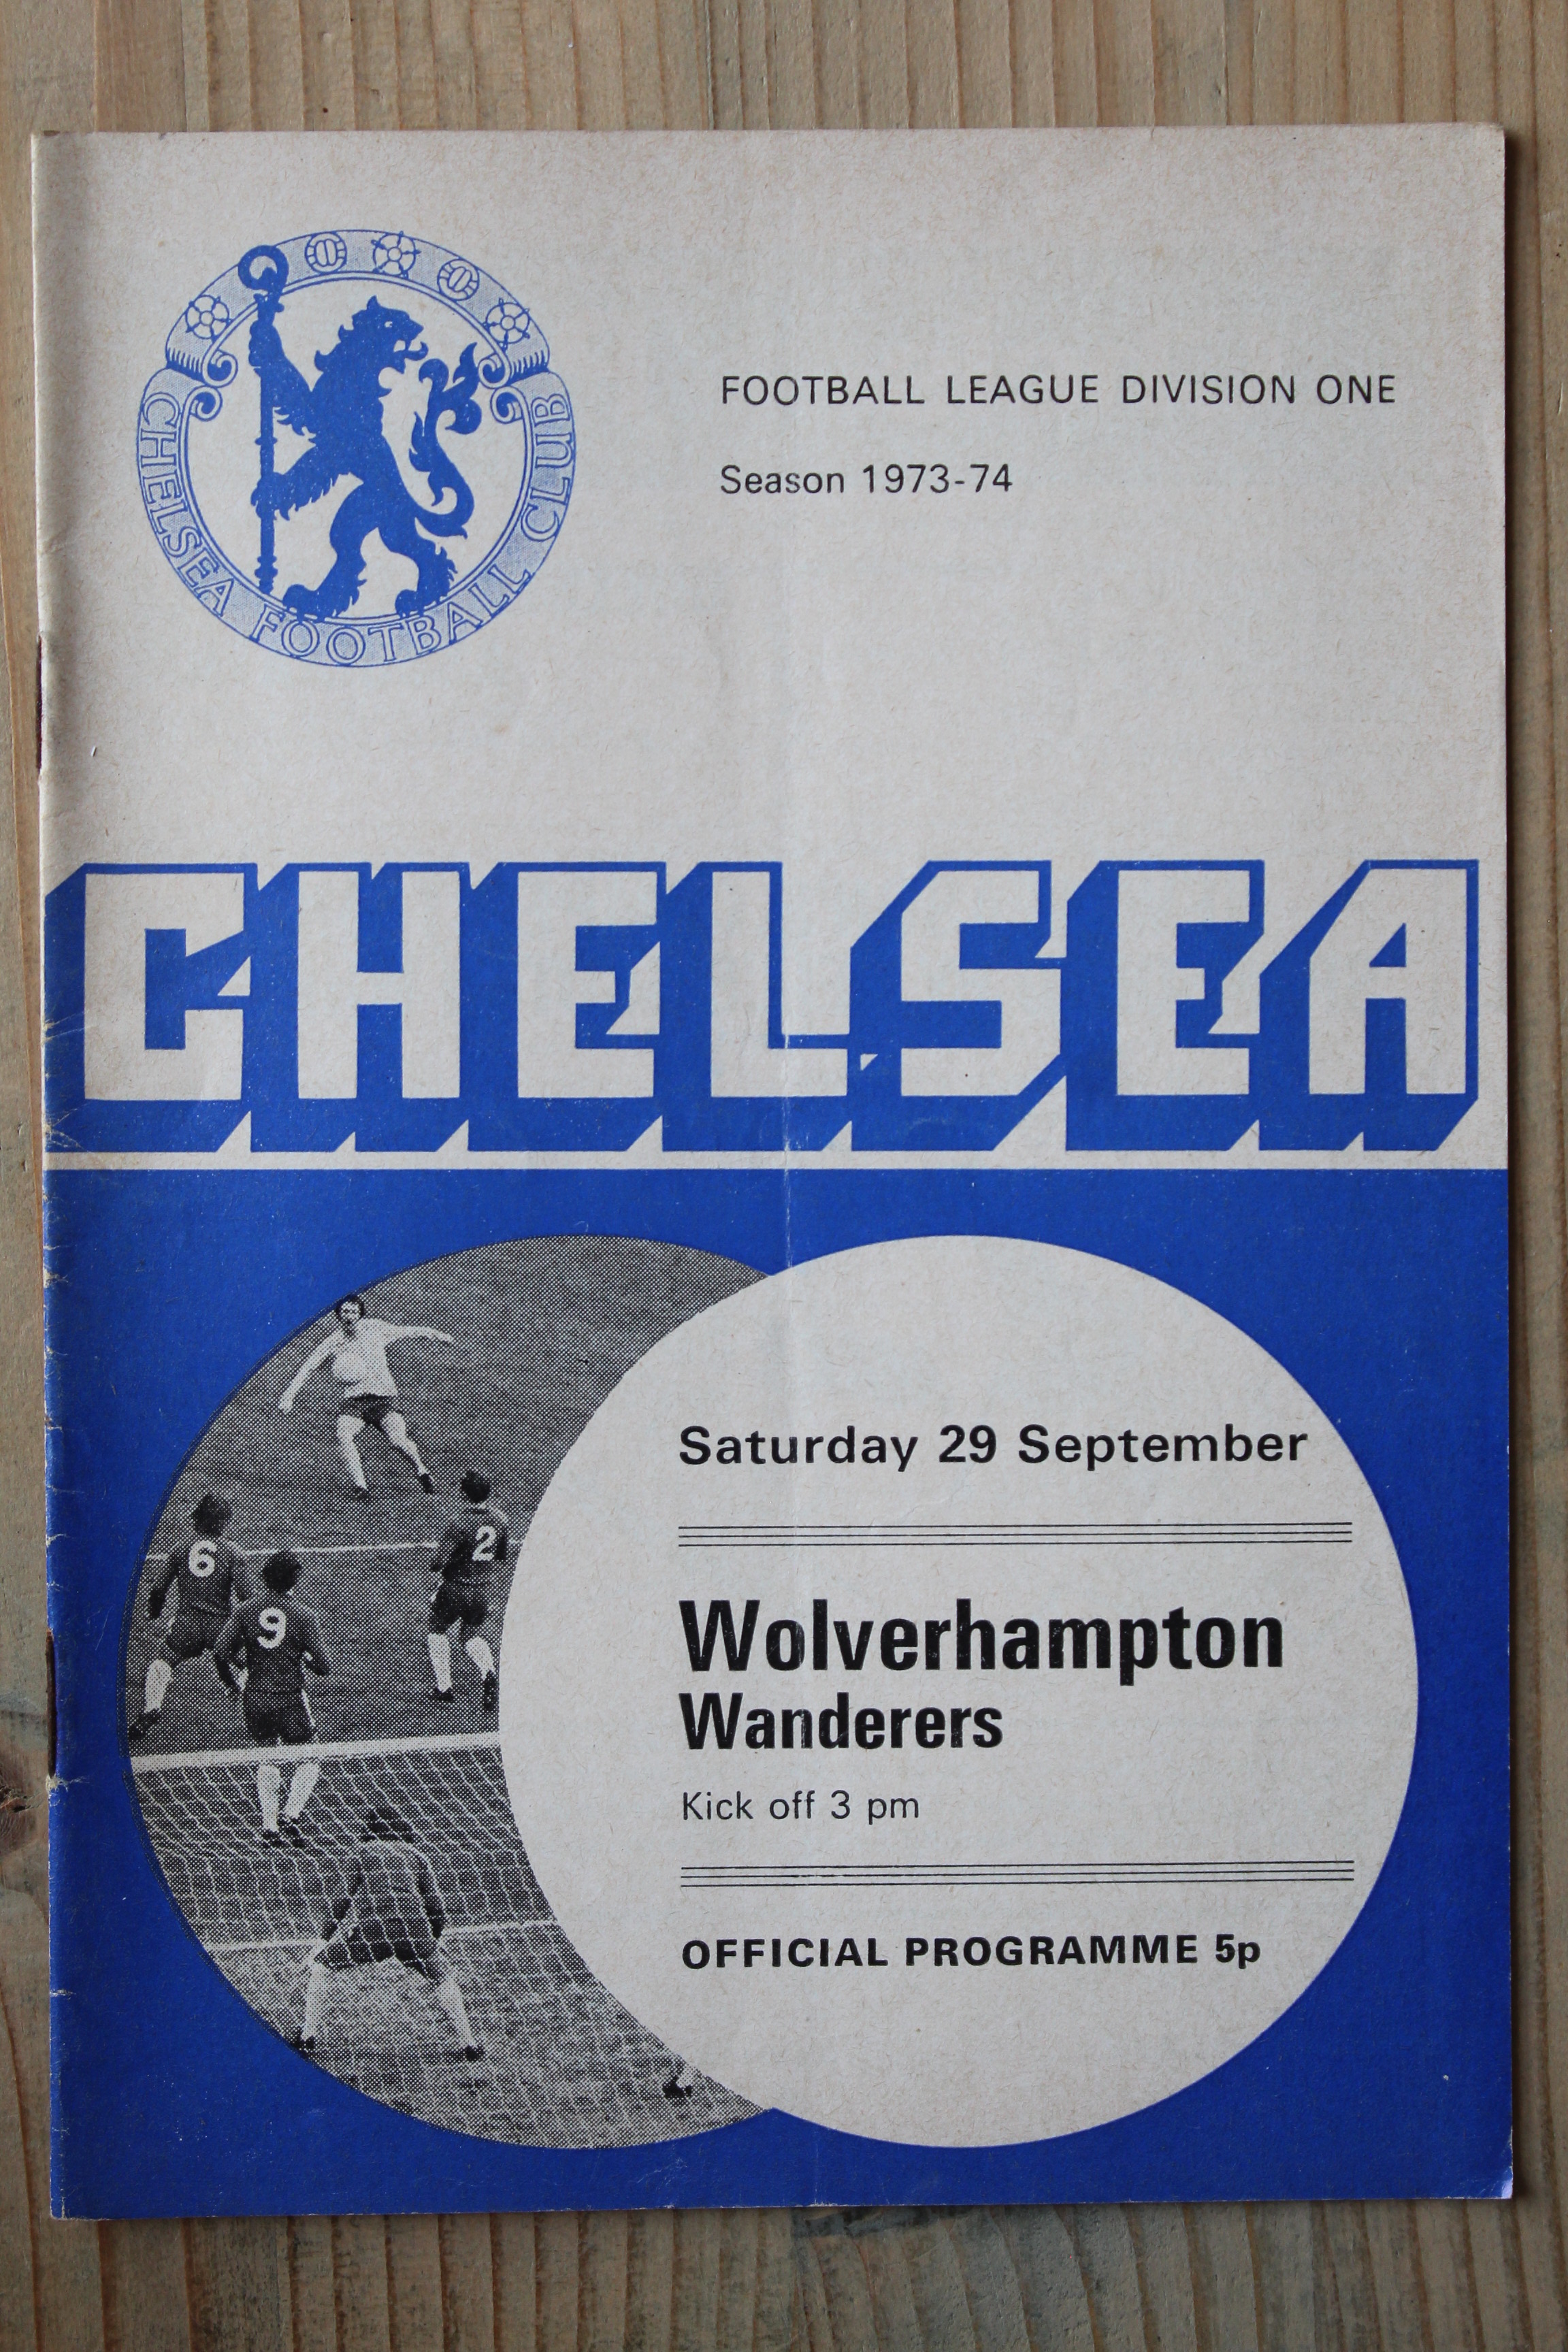 CHELSEA FOOTBALL CLUB
FOOTBALL LEAGUE DIVISION ONE
Season 1973-74
CHELSEA
Saturday 29 September
Wolverhampton
Wanderers
Kick off 3 pm
OFFICIAL PROGRAMME 5p
6
2
9